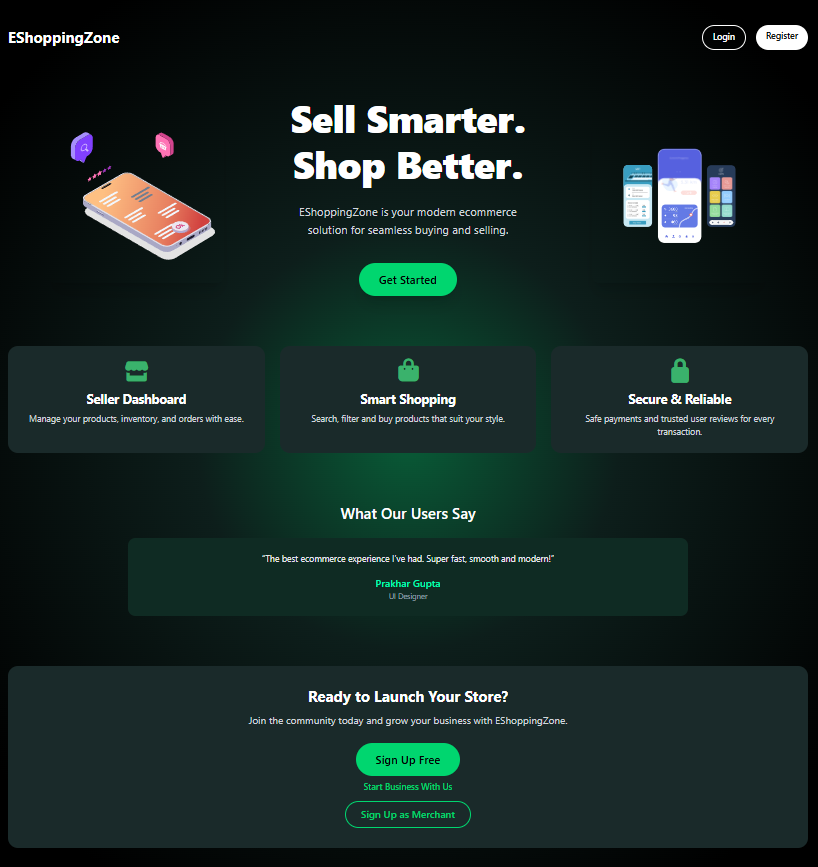 EShoppingZone
Login
Register
Sell Smarter.
Shop Better.
EShoppingZone is your modern ecommerce
solution for seamless buying and selling.
Get Started
Seller Dashboard
Manage your products, inventory, and orders with ease.
Smart Shopping
Search, filter and buy products that suit your style.
Secure & Reliable
Safe payments and trusted user reviews for every
transaction.
What Our Users Say
"The best ecommerce experience I've had. Super fast, smooth and modern!"
Prakhar Gupta
UI Designer
Ready to Launch Your Store?
Join the community today and grow your business with EShoppingZone.
Sign Up Free
Start Business With Us
Sign Up as Merchant